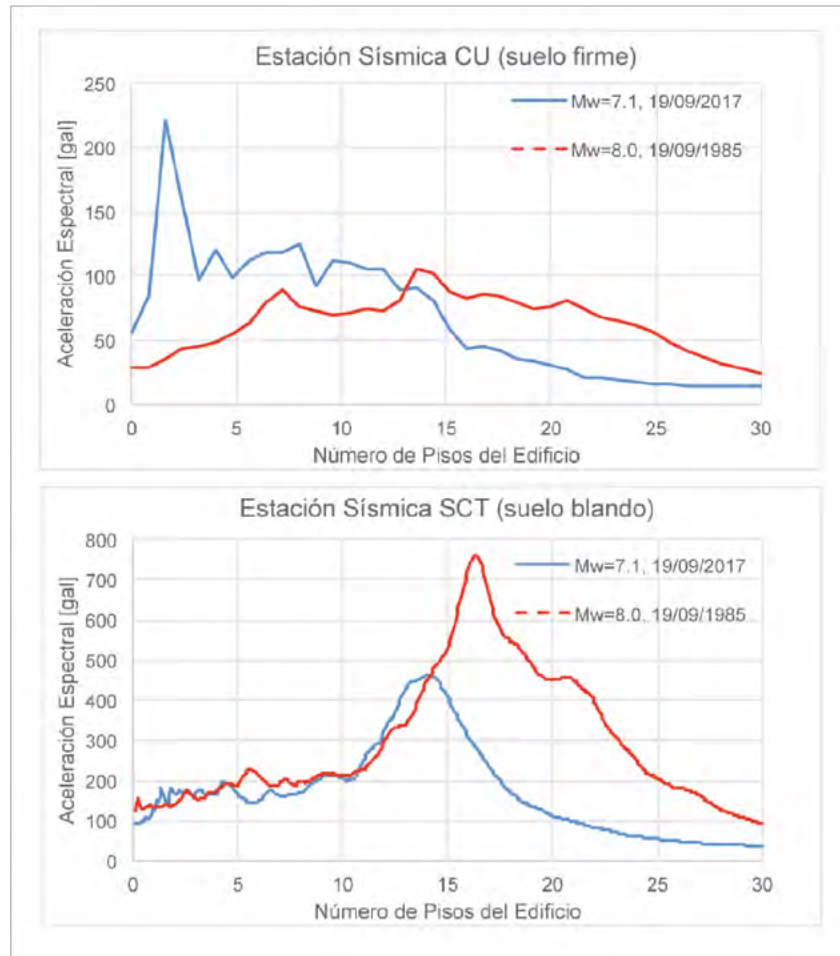 Estación Sísmica CU (suelo firme)
250
200
150
100
50
0
Aceleración Espectral [gal]
Mw=7.1, 19/09/2017
Mw=8.0, 19/09/1985
0 5 10 15 20 25 30
Número de Pisos del Edificio
Estación Sísmica SCT (suelo blando)
800
700
600
500
400
300
200
100
0
Aceleración Espectral [gal]
Mw=7.1, 19/09/2017
Mw=8.0, 19/09/1985
0 5 10 15 20 25 30
Número de Pisos del Edificio